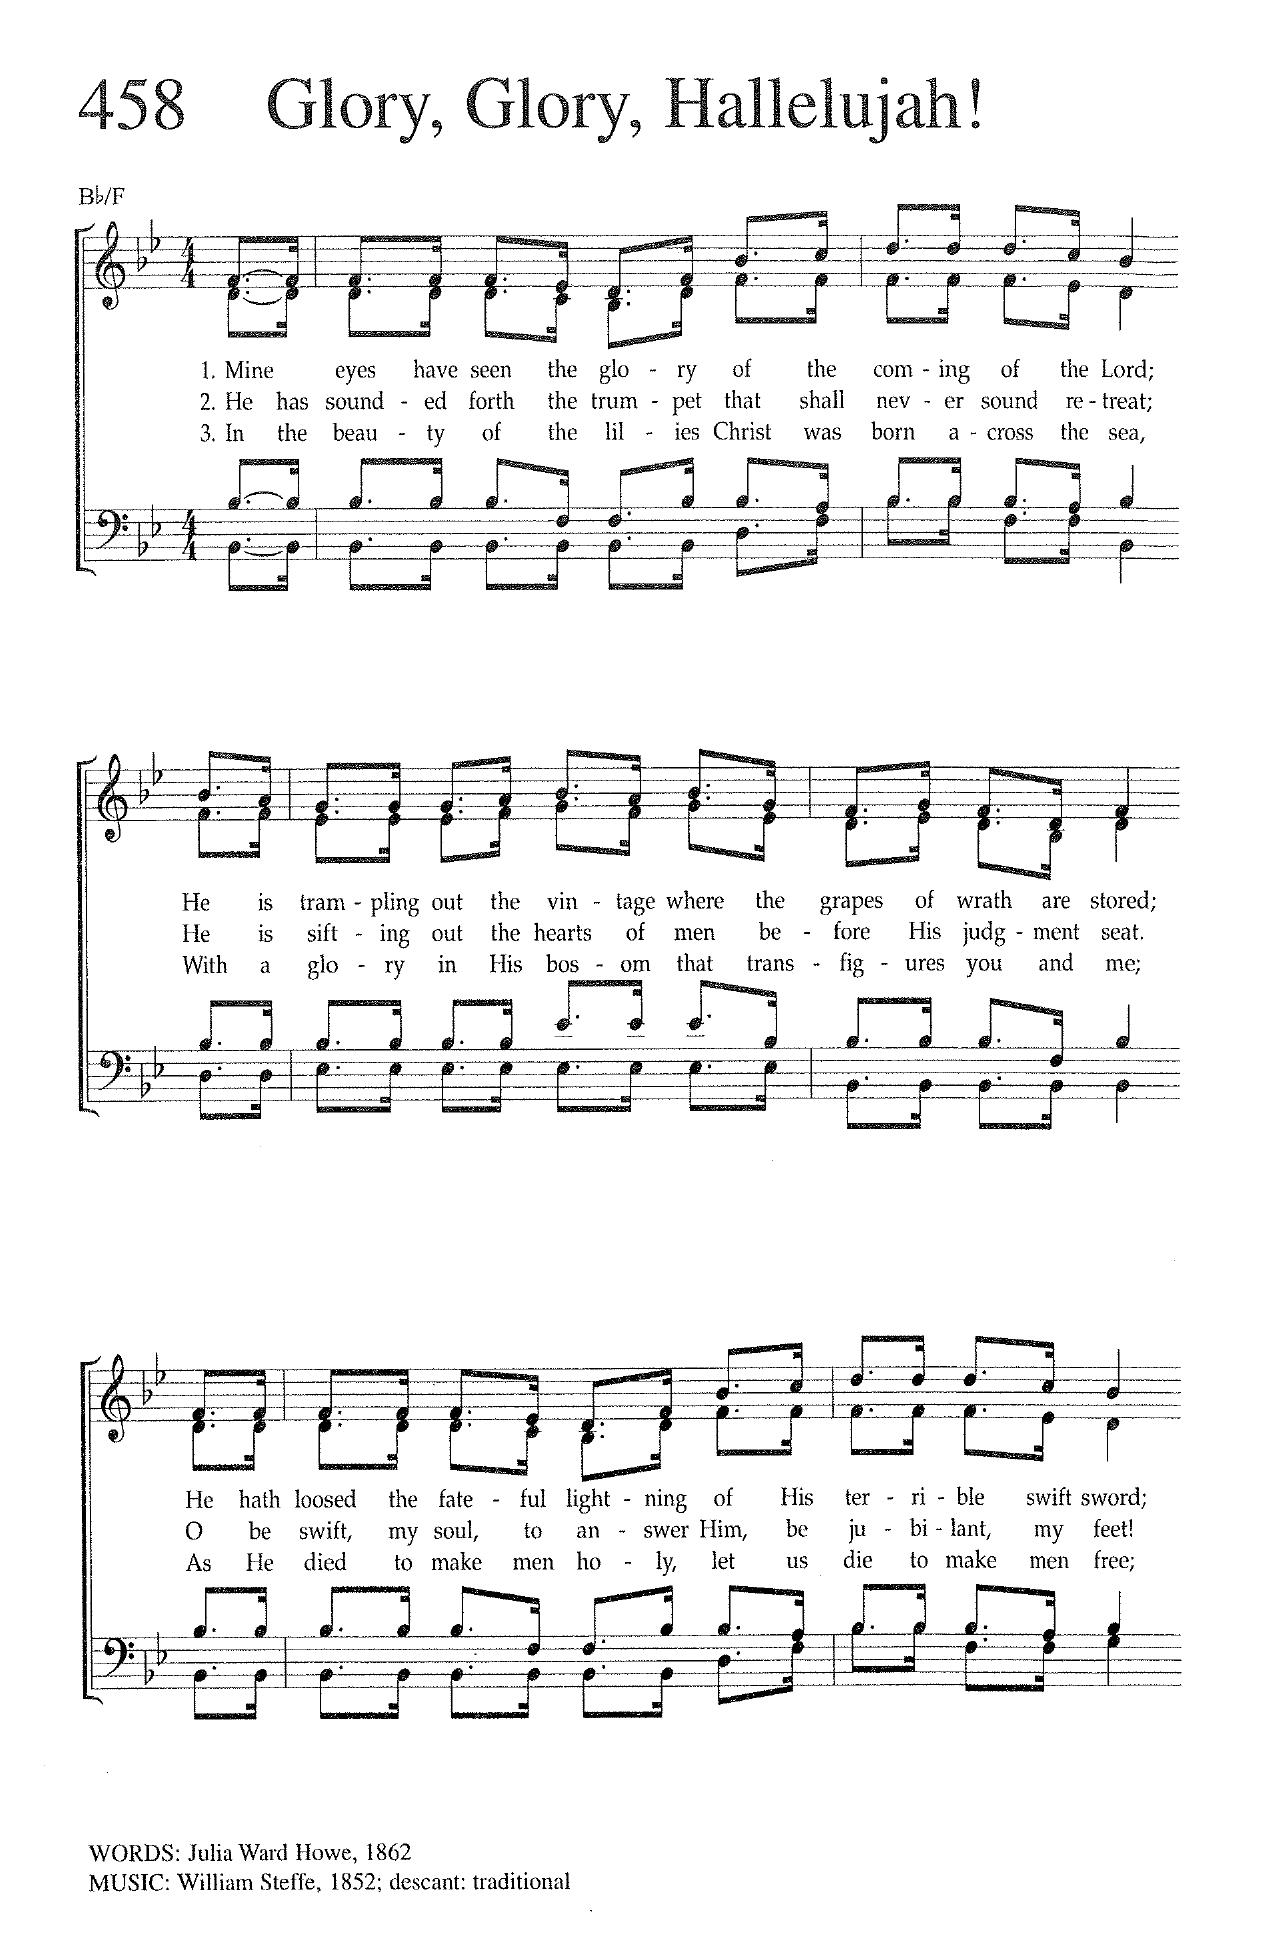 458 Glory, Glory, Hallelujah!
B♭/F
1. Mine eyes have seen the glo - ry of the com - ing of the Lord;
2. He has sound - ed forth the trum - pet that shall nev - er sound re - treat;
3. In the beau - ty of the lil - ies Christ was born a - cross the sea,
He is tram - pling out the vin - tage where the grapes of wrath are stored;
He is sift - ing out the hearts of men be - fore His judg - ment seat.
With a glo - ry in His bos - om that trans - fig - ures you and me;
He hath loosed the fate - ful light - ning of His ter - ri - ble swift sword;
O be swift, my soul, to an - swer Him, be ju - bi - lant, my feet!
As He died to make men ho - ly, let us die to make men free;
WORDS: Julia Ward Howe, 1862
MUSIC: William Steffe, 1852; descant: traditional